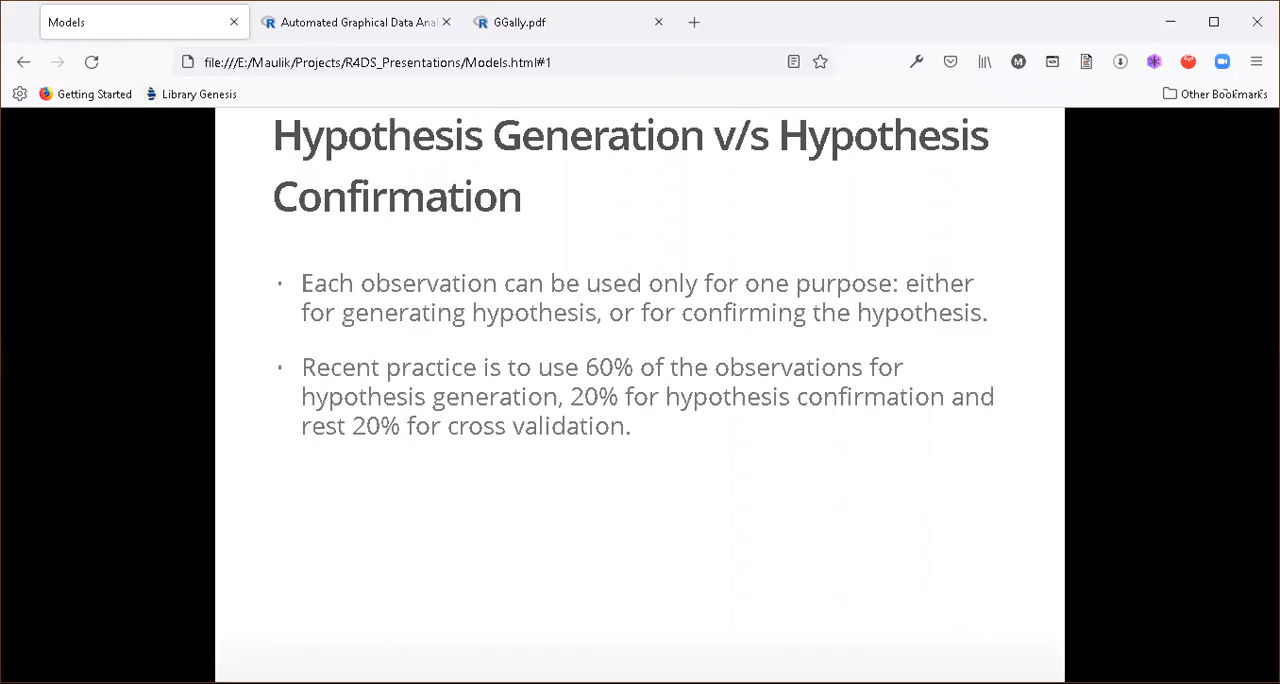 Models
Automated Graphical Data Anal
GGally.pdf
file:///E:/Maulik/Projects/R4DS_Presentations/Models.html#1
M
Getting Started
Library Genesis
Other Bookmarks
Hypothesis Generation v/s Hypothesis
Confirmation
· Each observation can be used only for one purpose: either
for generating hypothesis, or for confirming the hypothesis.
· Recent practice is to use 60% of the observations for
hypothesis generation, 20% for hypothesis confirmation and
rest 20% for cross validation.